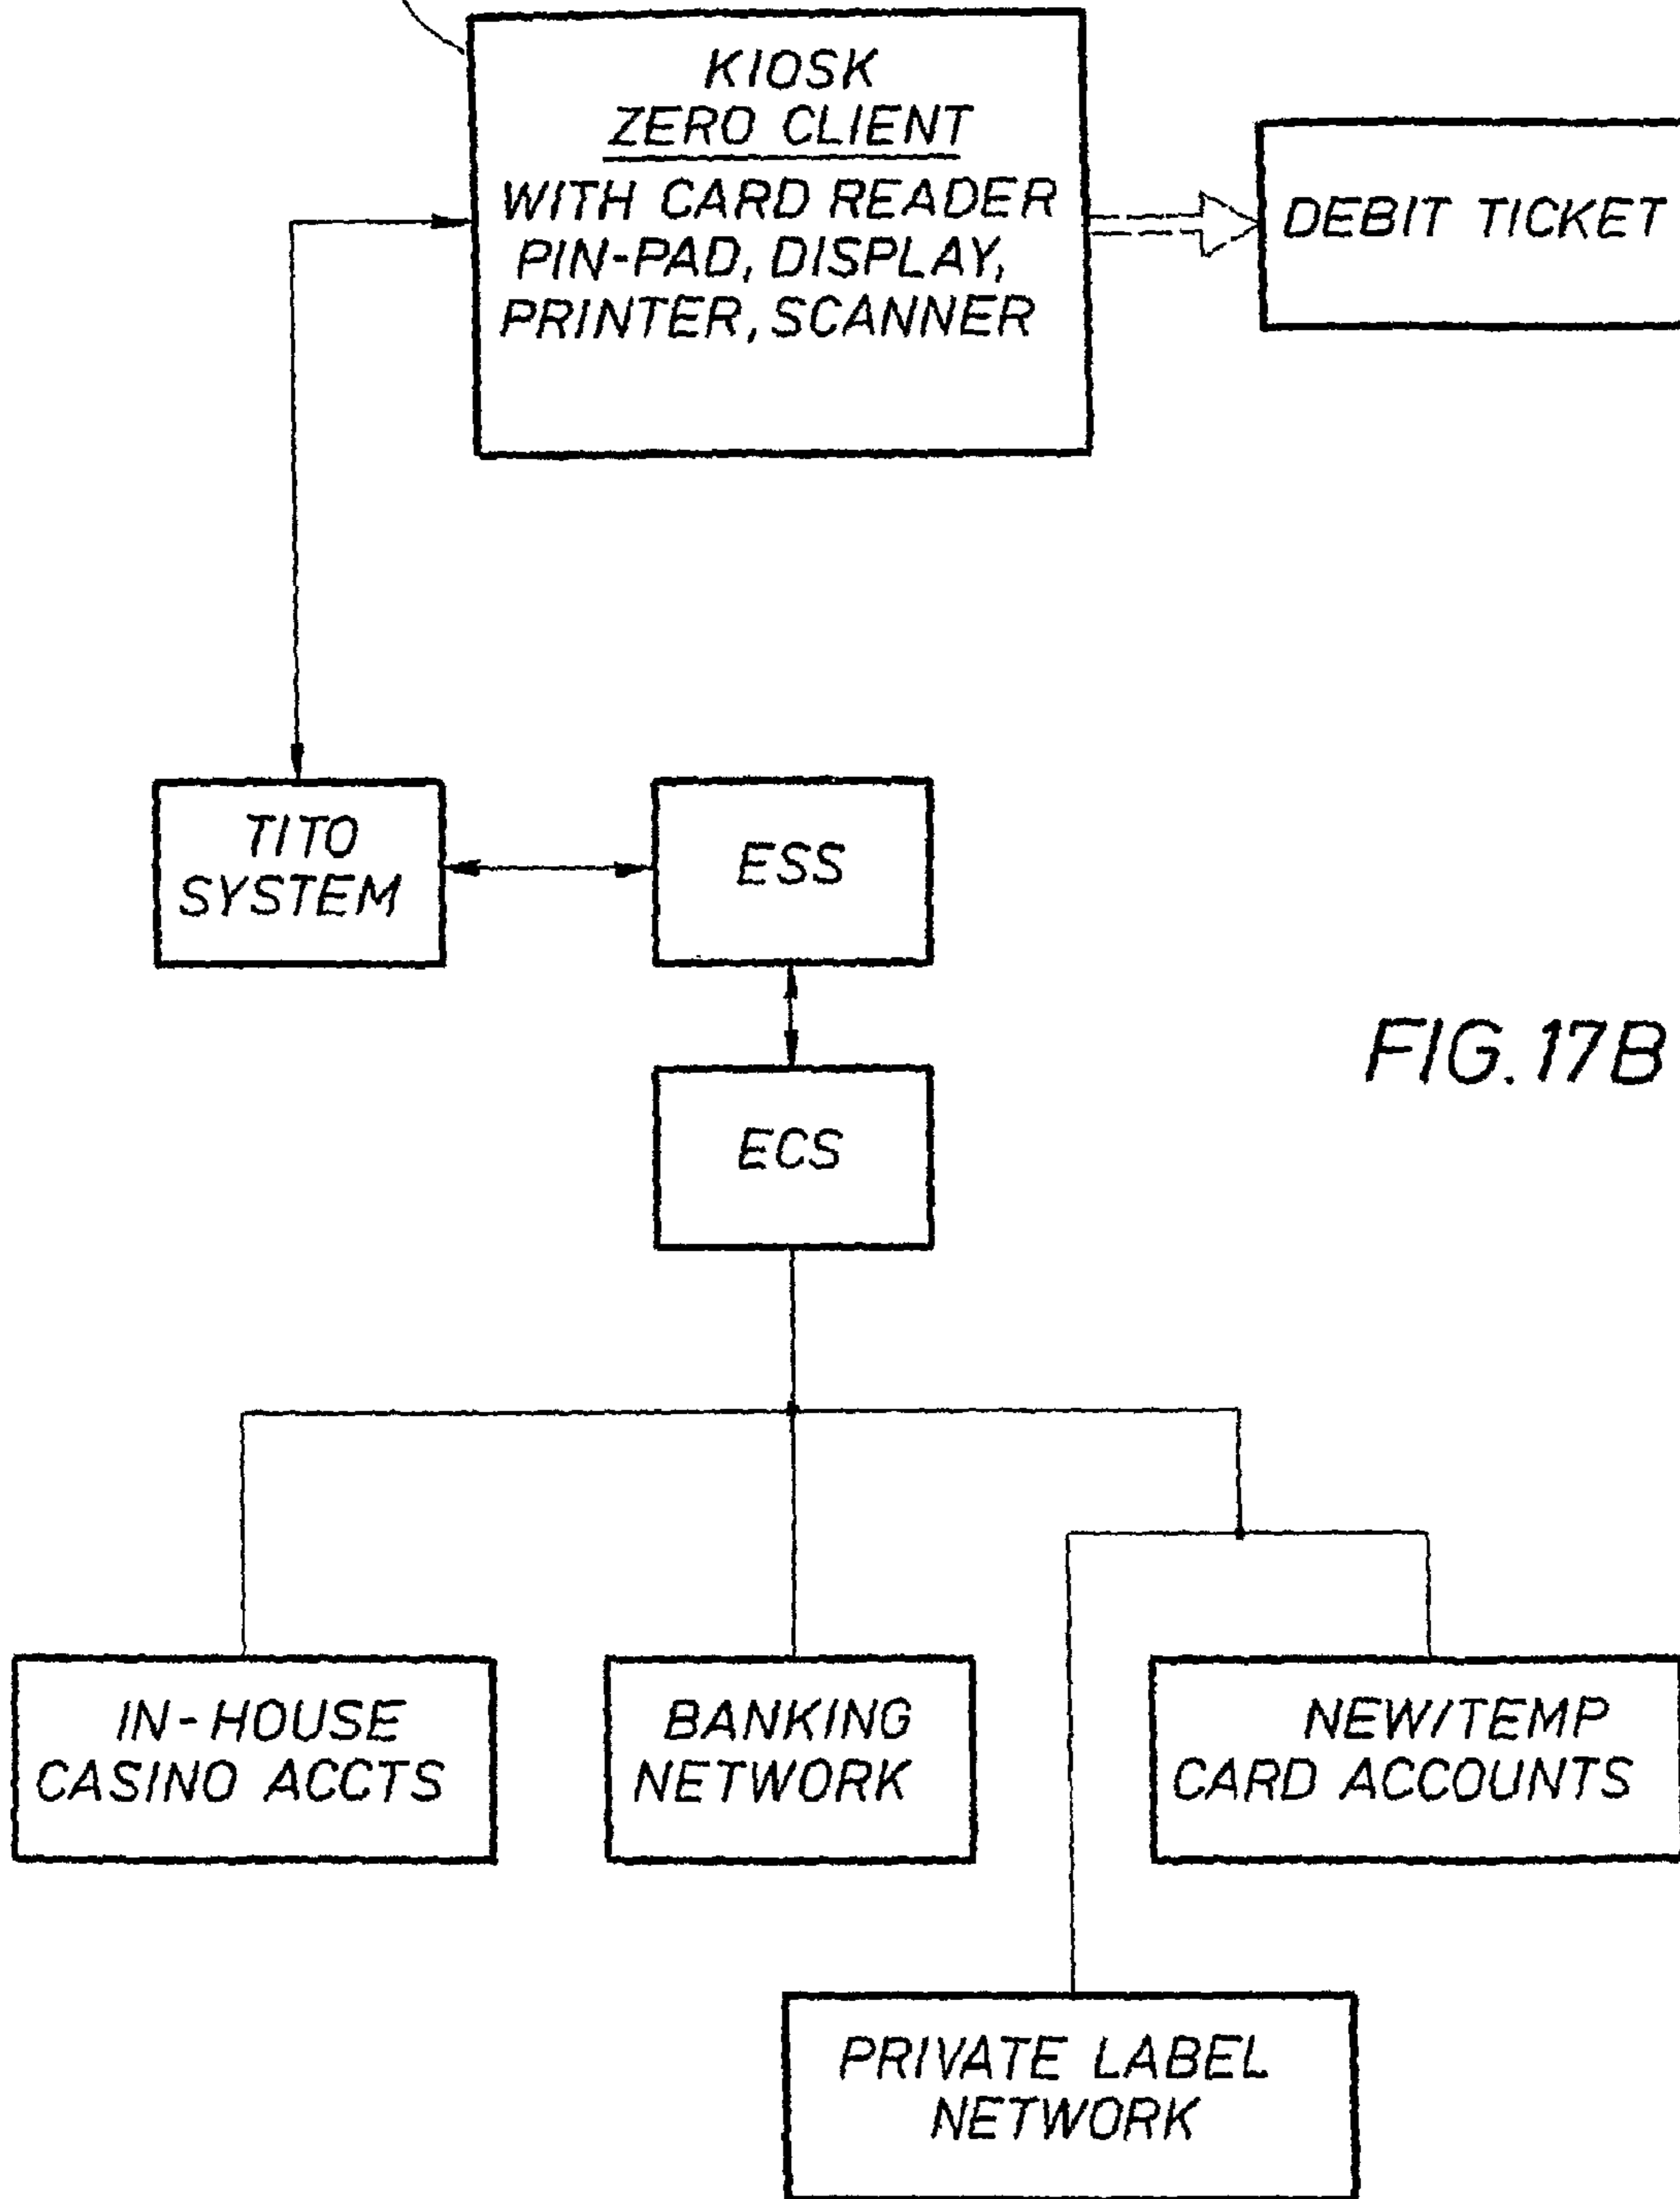 KIOSK
ZERO CLIENT
WITH CARD READER
PIN-PAD, DISPLAY,
PRINTER, SCANNER
DEBIT TICKET
TITO
SYSTEM
ESS
ECS
FIG. 17B
IN-HOUSE
CASINO ACCTS
BANKING
NETWORK
NEW/TEMP
CARD ACCOUNTS
PRIVATE LABEL
NETWORK